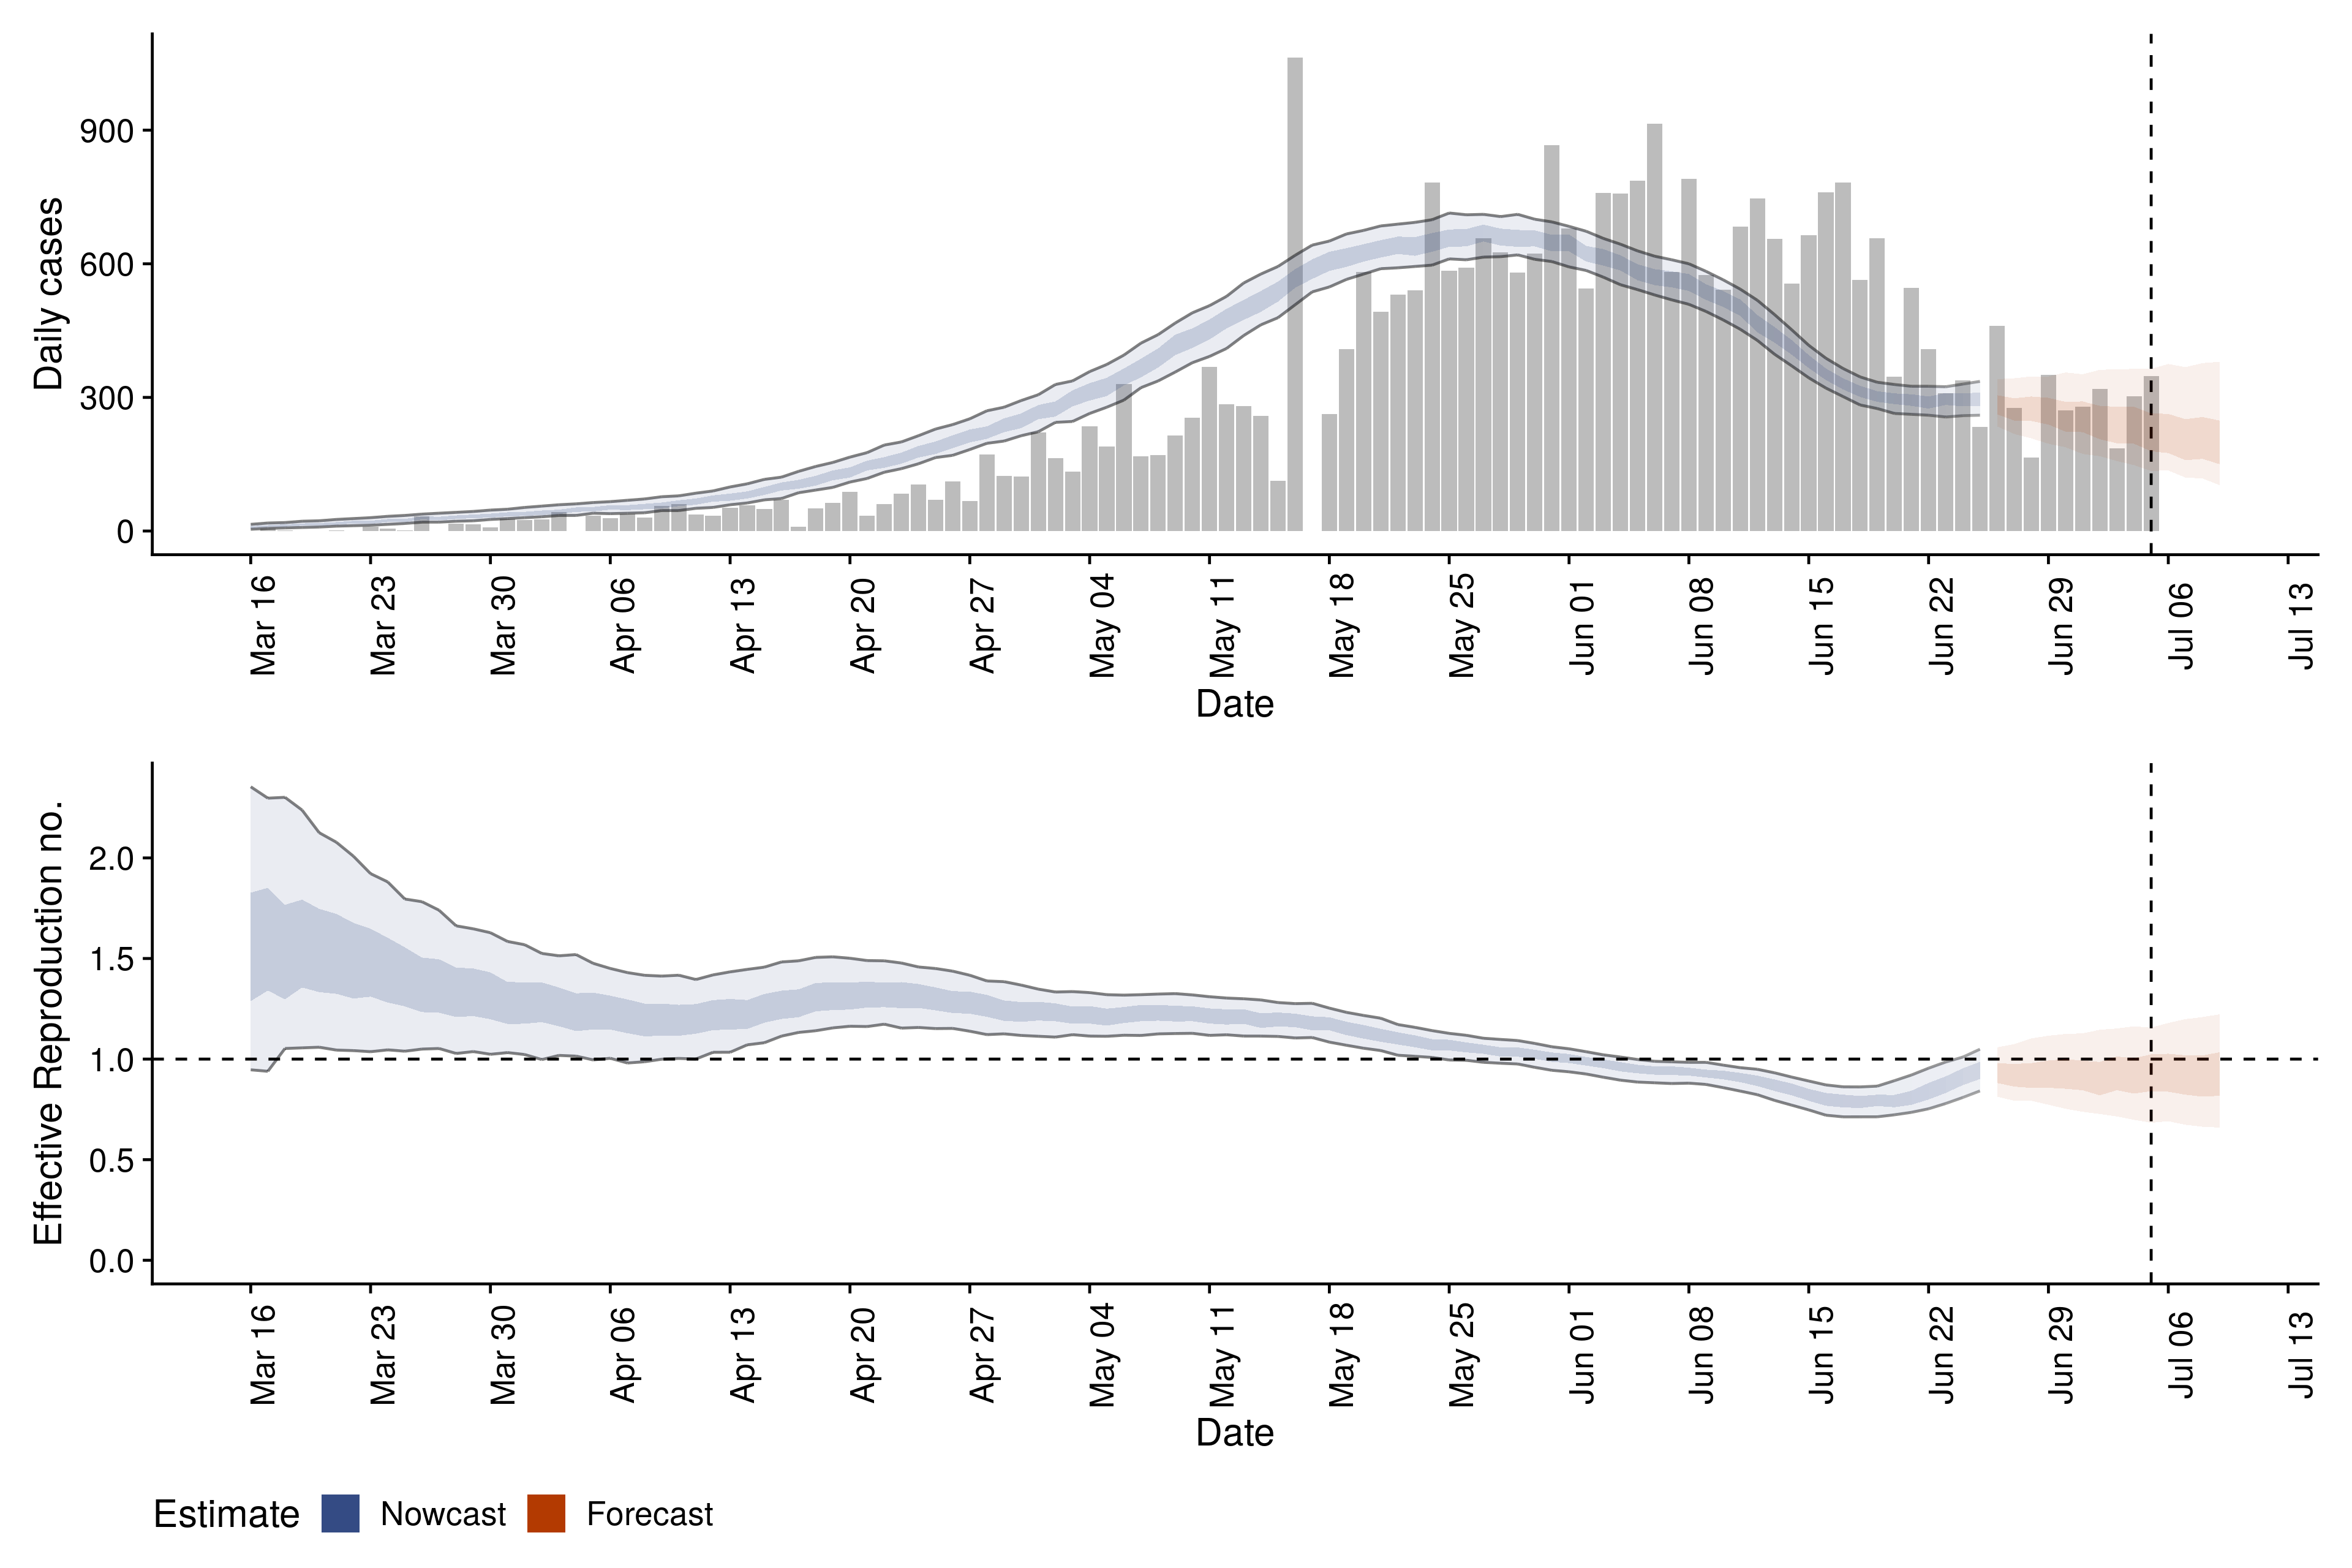 Daily cases
900
600
300
0
Mar 16 Mar 23 Mar 30 Apr 06 Apr 13 Apr 20 Apr 27 May 04 May 11 May 18 May 25 Jun 01 Jun 08 Jun 15 Jun 22 Jun 29 Jul 06 Jul 13
Date
Effective Reproduction no.
2.0
1.5
1.0
0.5
0.0
Mar 16 Mar 23 Mar 30 Apr 06 Apr 13 Apr 20 Apr 27 May 04 May 11 May 18 May 25 Jun 01 Jun 08 Jun 15 Jun 22 Jun 29 Jul 06 Jul 13
Date
Estimate Nowcast Forecast